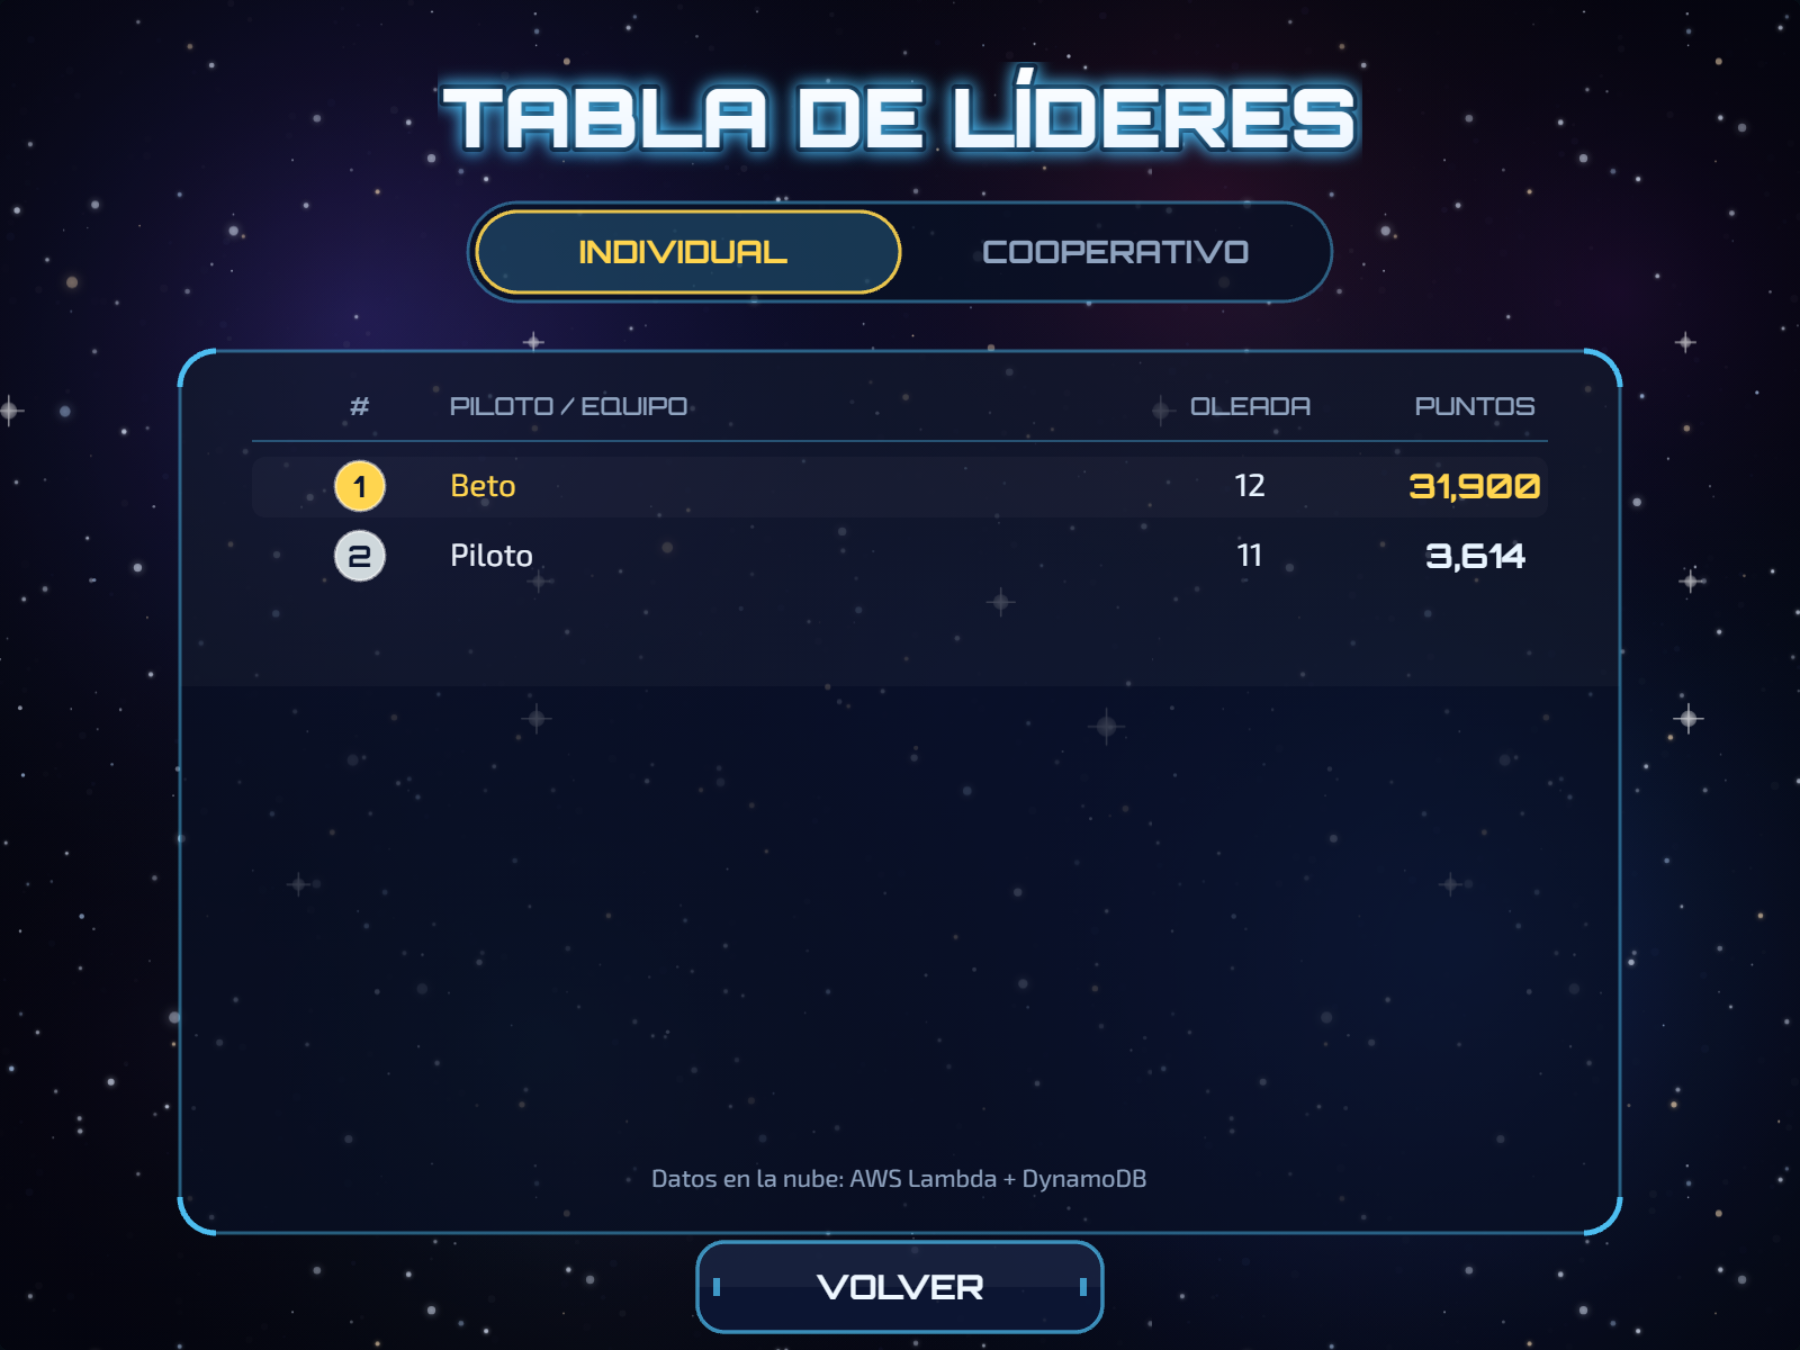 TABLA DE LÍDERES
INDIVIDUAL COOPERATIVO
# PILOTO / EQUIPO OLEADA PUNTOS
1 Beto 12 31,900
2 Piloto 11 3,614
Datos en la nube: AWS Lambda + DynamoDB
VOLVER